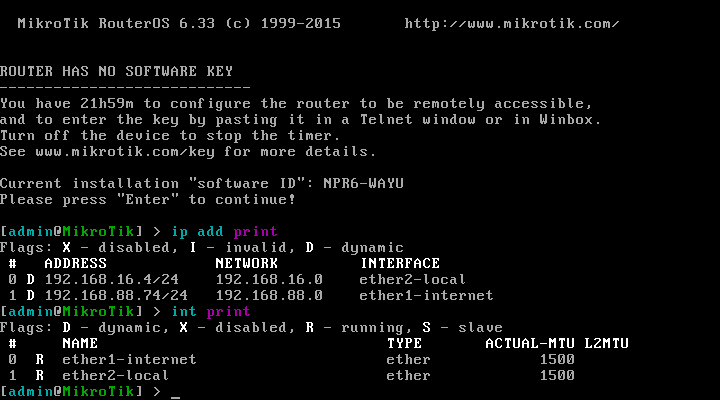 MikroTik RouterOS 6.33 (c) 1999-2015       http://www.mikrotik.com/
ROUTER HAS NO SOFTWARE KEY
----------------------------
You have 21h59m to configure the router to be remotely accessible,
and to enter the key by pasting it in a Telnet window or in Winbox.
Turn off the device to stop the timer.
See www.mikrotik.com/key for more details.
Current installation "software ID": NPR6-WAYU
Please press "Enter" to continue!
[admin@MikroTik] > ip add print
Flags: X - disabled, I - invalid, D - dynamic
#   ADDRESS            NETWORK         INTERFACE
0 D 192.168.16.4/24    192.168.16.0    ether2-local
1 D 192.168.88.74/24   192.168.88.0    ether1-internet
[admin@MikroTik] > int print
Flags: D - dynamic, X - disabled, R - running, S - slave
#     NAME                                TYPE       ACTUAL-MTU L2MTU
0  R  ether1-internet                     ether            1500
1  R  ether2-local                        ether            1500
[admin@MikroTik] > _